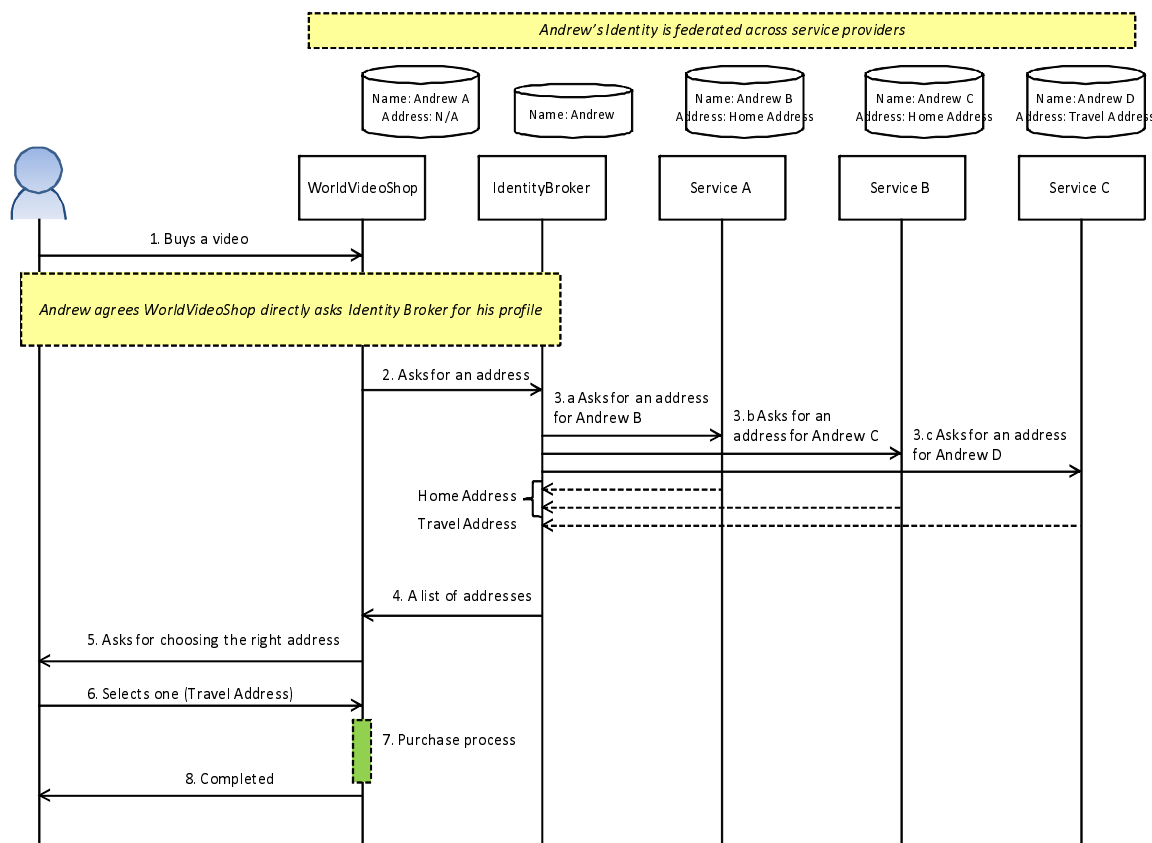 Andrew's Identity is federated across service providers
Name: Andrew A
Address: N/A
Name: Andrew
Name: Andrew B
Address: Home Address
Name: Andrew C
Address: Home Address
Name: Andrew D
Address: Travel Address
WorldVideoShop
IdentityBroker
Service A
Service B
Service C
1. Buys a video
Andrew agrees WorldVideoShop directly asks Identity Broker for his profile
2. Asks for an address
3.a Asks for an address
for Andrew B
3.b Asks for an
address for Andrew C
3.c Asks for an address
for Andrew D
Home Address
Travel Address
4. A list of addresses
5. Asks for choosing the right address
6. Selects one (Travel Address)
7. Purchase process
8. Completed